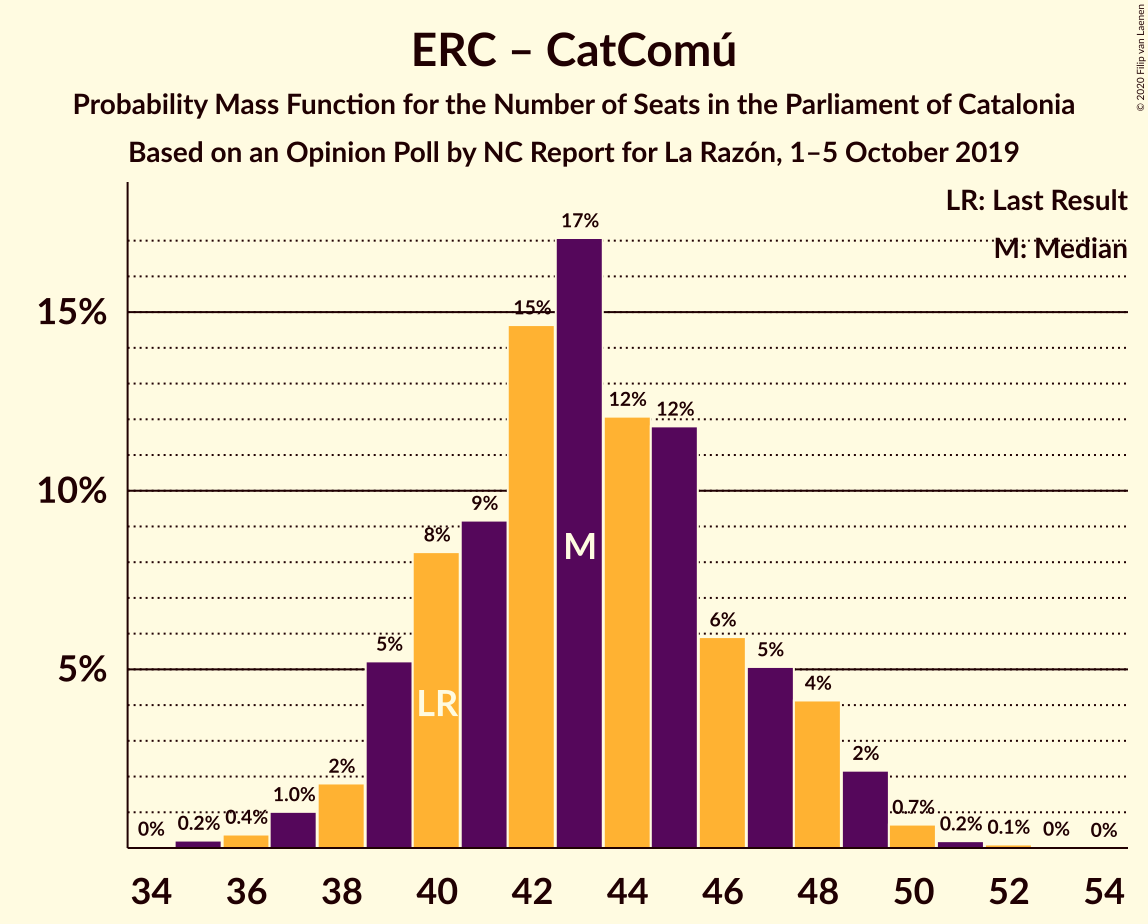 ERC – CatComú
Probability Mass Function for the Number of Seats in the Parliament of Catalonia
Based on an Opinion Poll by NC Report for La Razón, 1–5 October 2019
© 2020 Filip van Laenen
LR: Last Result
M: Median
15%
10%
5%
0%
0.2%
0.4%
1.0%
2%
5%
8%
9%
15%
17%
12%
12%
6%
5%
4%
2%
0.7%
0.2%
0.1%
0%
0%
LR
M
34 36 38 40 42 44 46 48 50 52 54